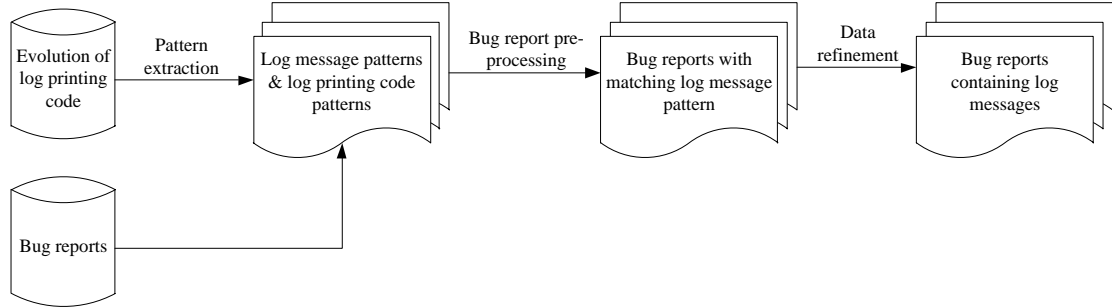 Evolution of
log printing
code
Pattern
extraction
Log message patterns
& log printing code
patterns
Bug report pre-
processing
Bug reports with
matching log message
pattern
Data
refinement
Bug reports
containing log
messages
Bug reports